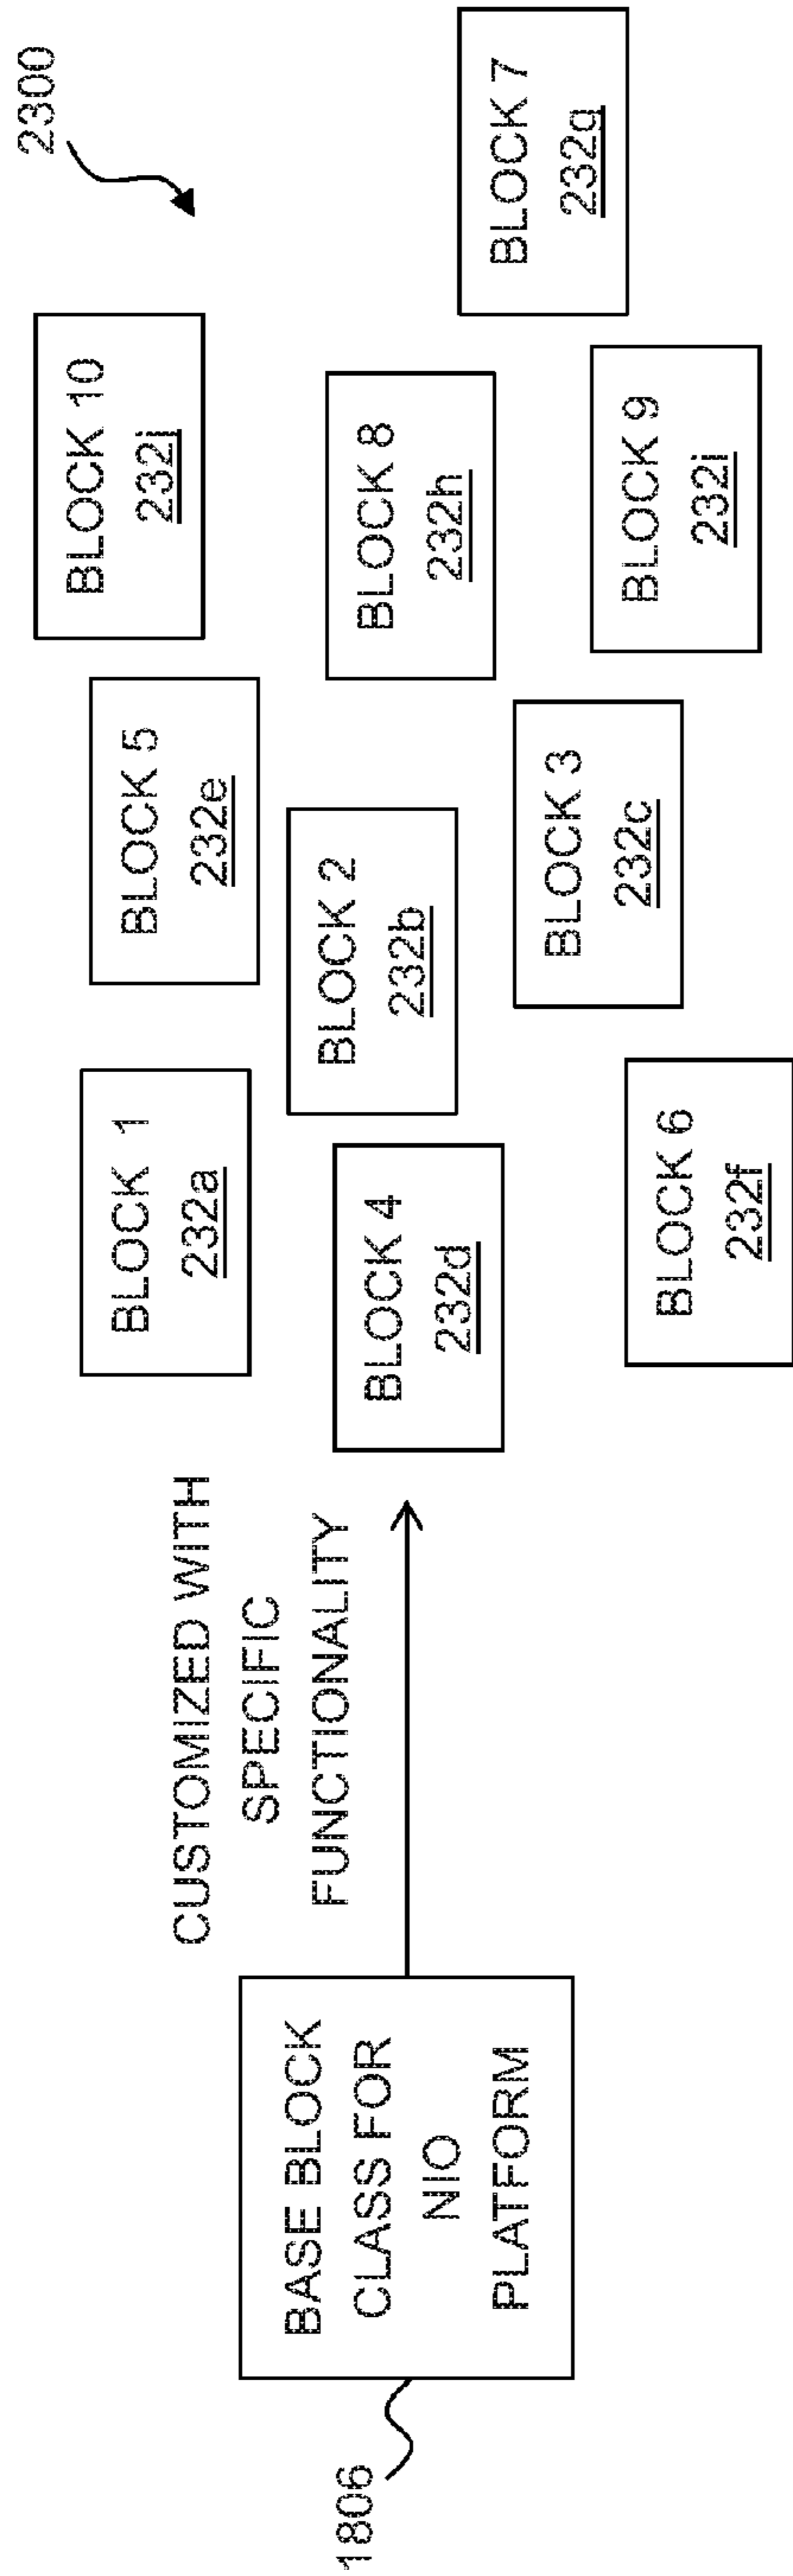 2300
1806
BASE BLOCK
CLASS FOR
NIO
PLATFORM
CUSTOMIZED WITH
SPECIFIC
FUNCTIONALITY
BLOCK 1
232a
BLOCK 4
232d
BLOCK 6
232f
BLOCK 2
232b
BLOCK 5
232e
BLOCK 3
232c
BLOCK 10
232j
BLOCK 8
232h
BLOCK 9
232i
BLOCK 7
232g